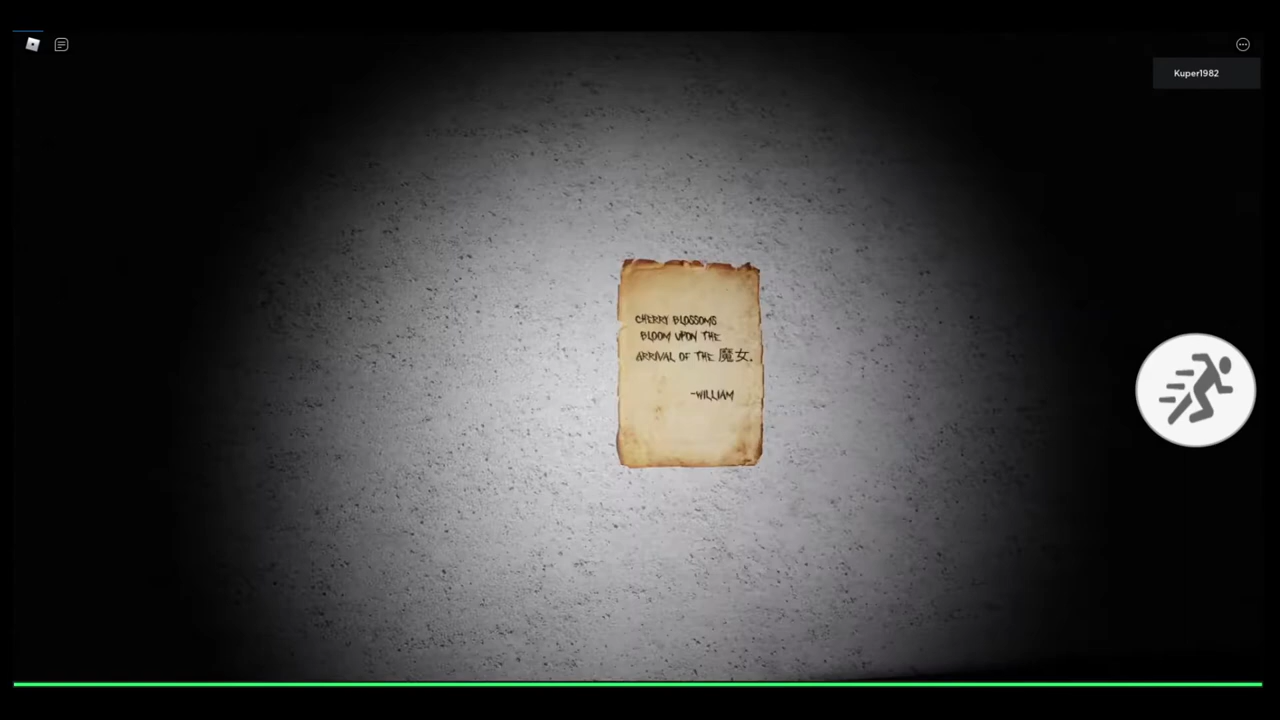 Kuper1982
CHERRY BLOSSOMS
BLOOM UPON THE
ARRIVAL OF THE 魔女.
-WILLIAM